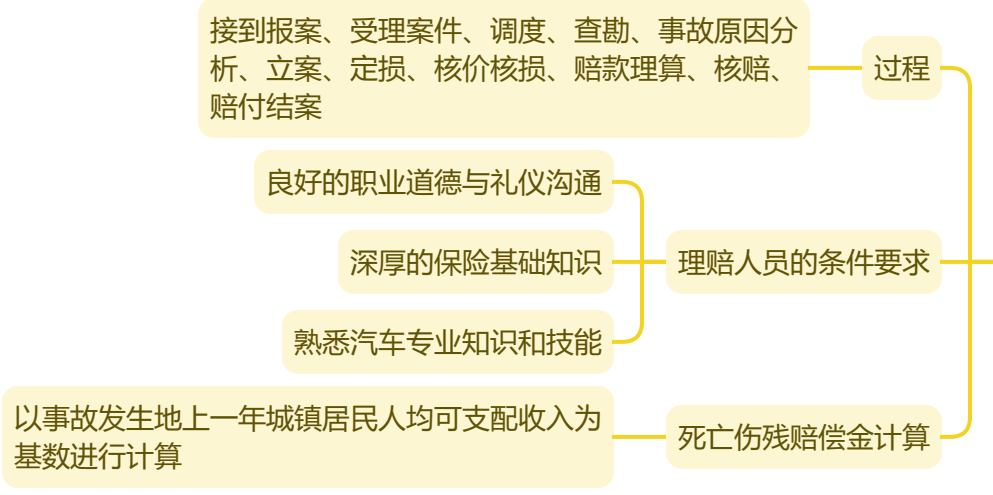 接到报案、受理案件、调度、查勘、事故原因分
析、立案、定损、核价核损、赔款理算、核赔、
赔付结案
过程
良好的职业道德与礼仪沟通
深厚的保险基础知识
理赔人员的条件要求
熟悉汽车专业知识和技能
以事故发生地上一年城镇居民人均可支配收入为
基数进行计算
死亡伤残赔偿金计算